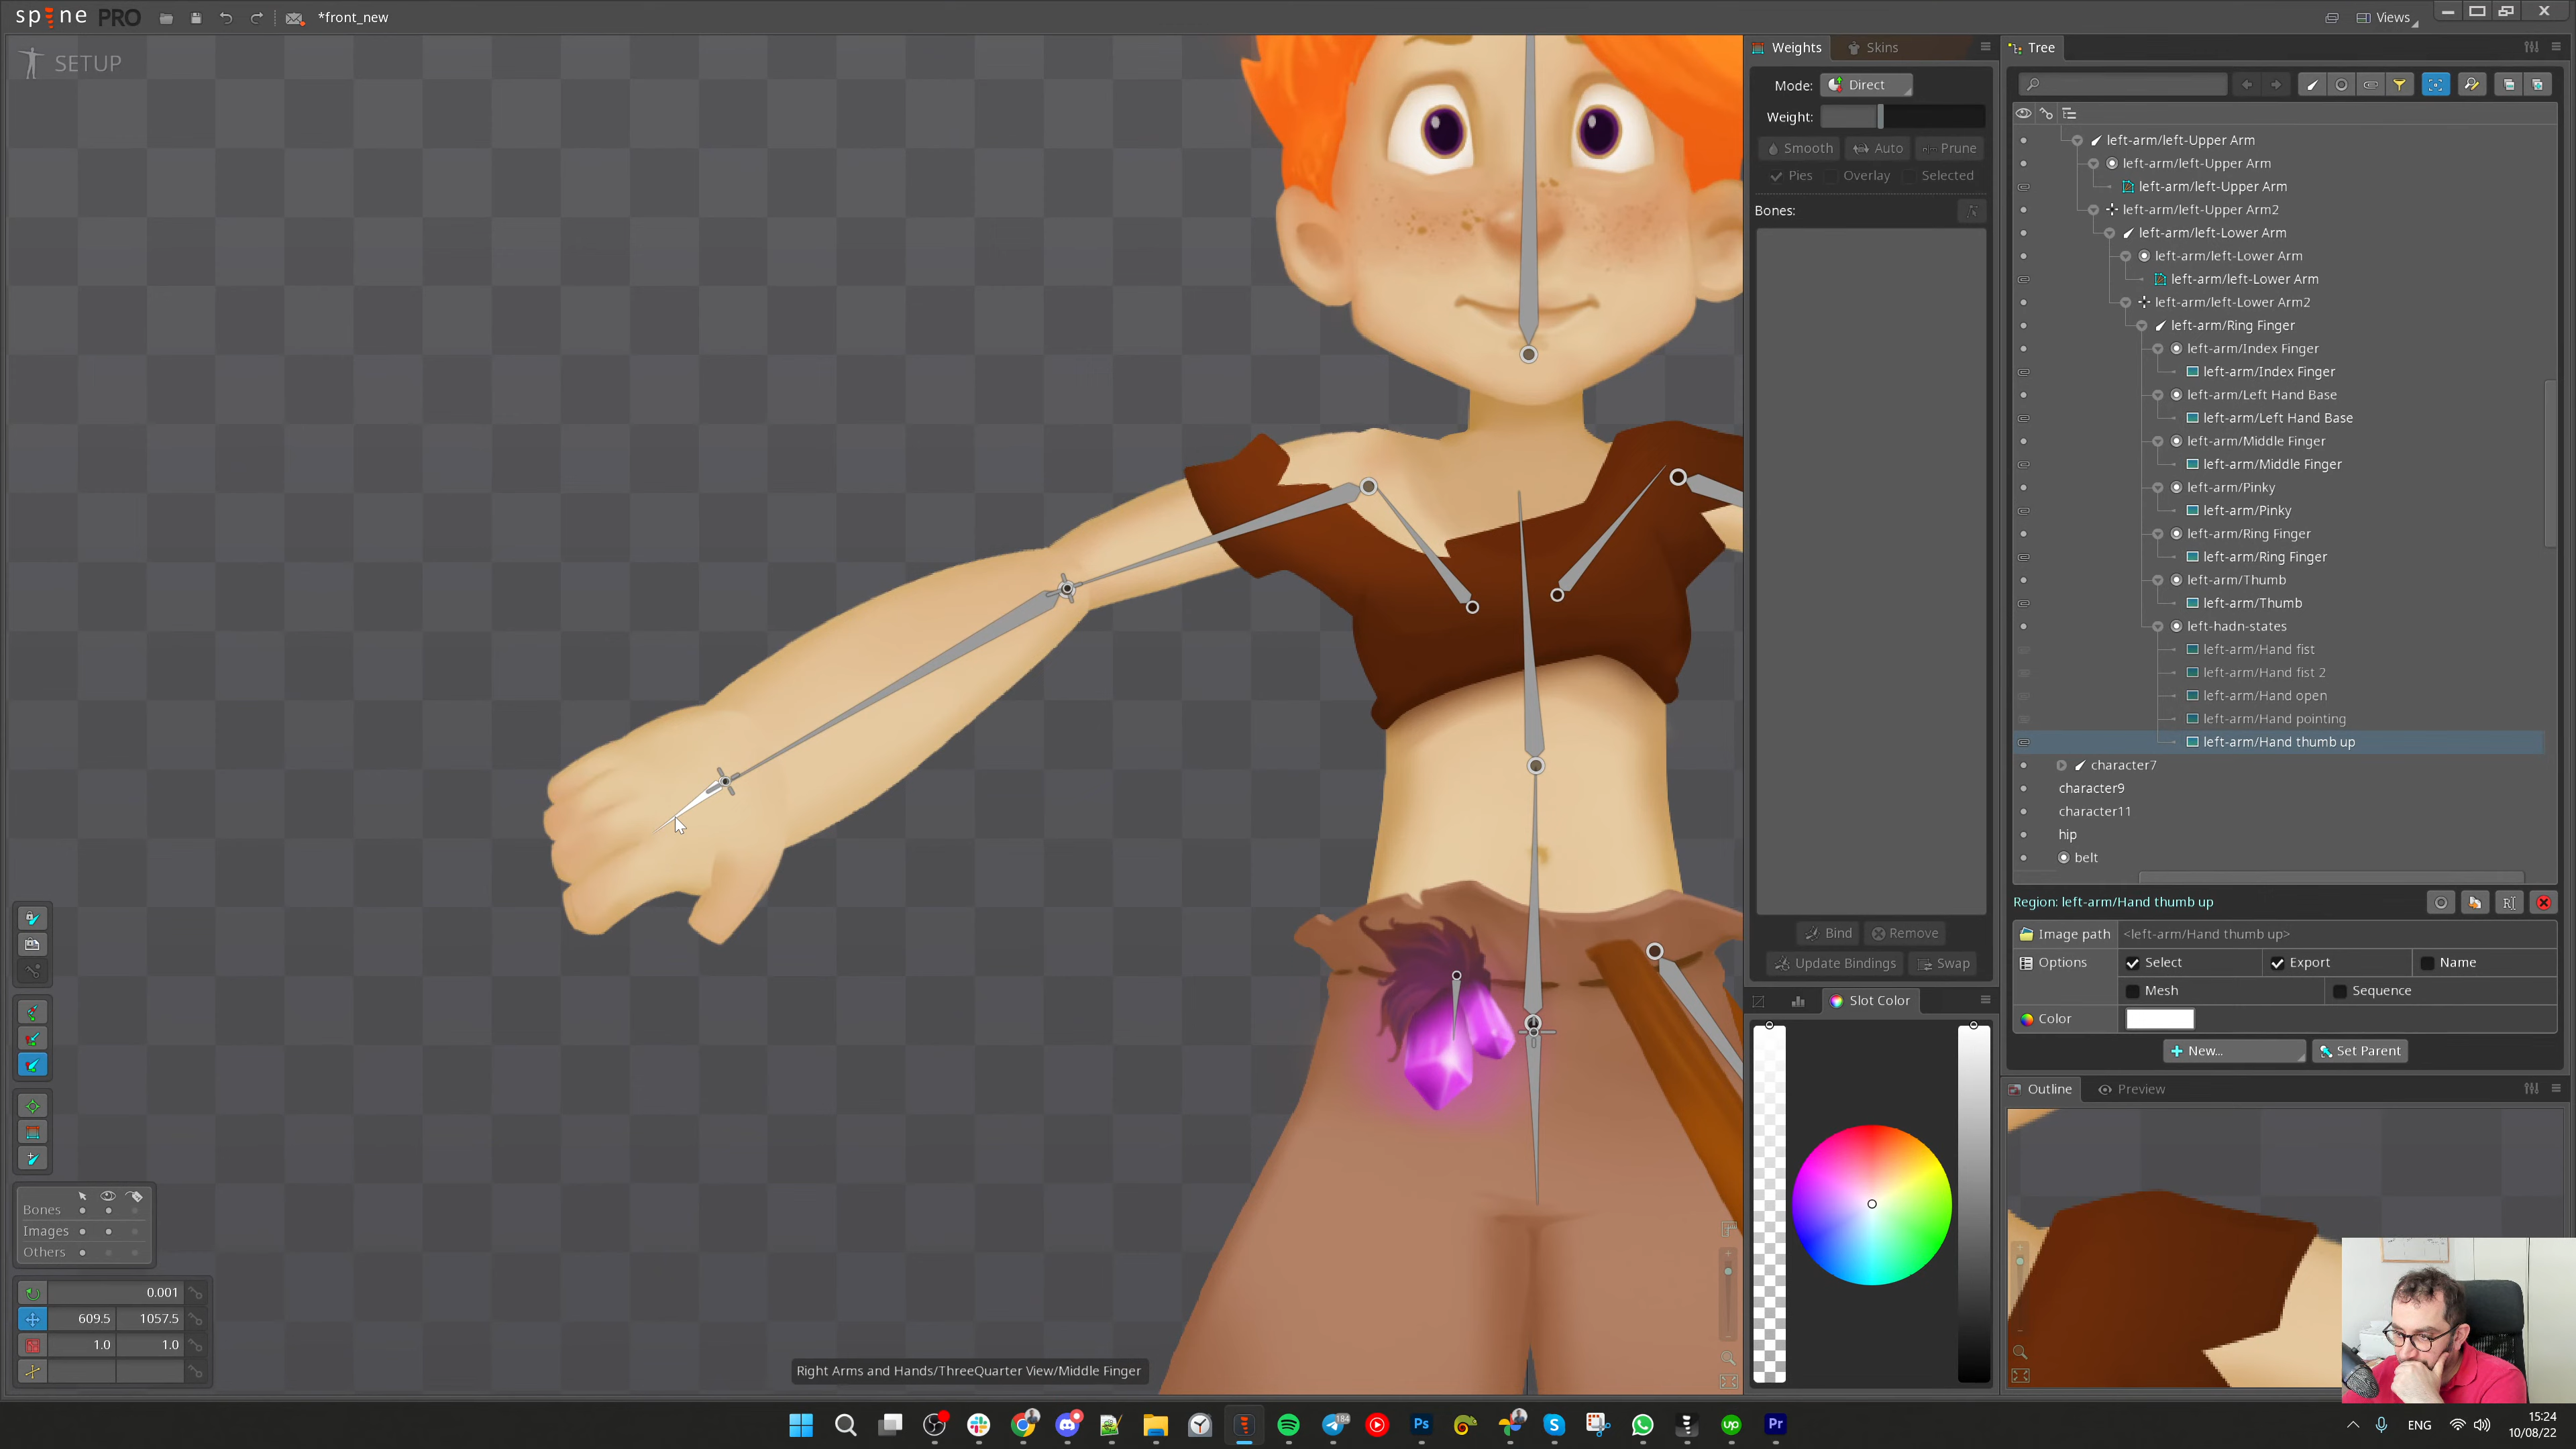 spine PRO
*front_new
Views
SETUP
Weights
Skins
Tree
Mode:
Direct
Weight:
Smooth
Auto
Prune
Pies
Overlay
Selected
Bones:
left-arm/left-Upper Arm
left-arm/left-Upper Arm
left-arm/left-Upper Arm
left-arm/left-Upper Arm2
left-arm/left-Lower Arm
left-arm/left-Lower Arm
left-arm/left-Lower Arm
left-arm/left-Lower Arm2
left-arm/Ring Finger
left-arm/Index Finger
left-arm/Index Finger
left-arm/Left Hand Base
left-arm/Left Hand Base
left-arm/Middle Finger
left-arm/Middle Finger
left-arm/Pinky
left-arm/Pinky
left-arm/Ring Finger
left-arm/Ring Finger
left-arm/Thumb
left-arm/Thumb
left-hadn-states
left-arm/Hand fist
left-arm/Hand fist 2
left-arm/Hand open
left-arm/Hand pointing
left-arm/Hand thumb up
character7
character9
character11
hip
belt
Bind
Remove
Update Bindings
Swap
Region: left-arm/Hand thumb up
Image path
<left-arm/Hand thumb up>
Options
Select
Export
Name
Mesh
Sequence
Color
New...
Set Parent
Slot Color
Outline
Preview
Bones
Images
Others
0.001
609.5
1057.5
1.0
1.0
Right Arms and Hands/ThreeQuarter View/Middle Finger
184
Ps
up
Pr
ENG
15:24
10/08/22